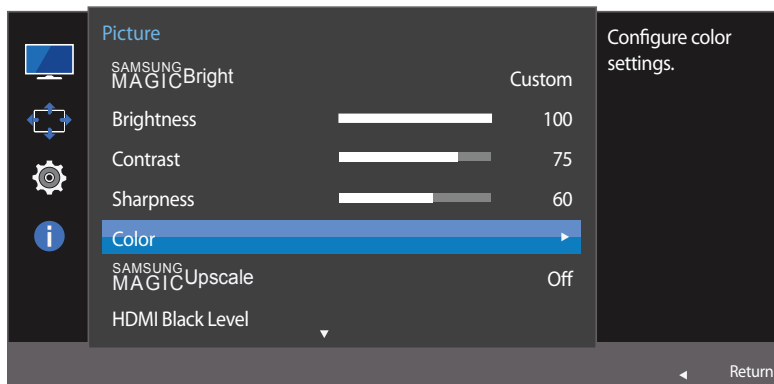 Picture
SAMSUNG
MAGICBright Custom
Brightness 100
Contrast 75
Sharpness 60
Color
SAMSUNG
MAGICUpscale Off
HDMI Black Level
Configure color
settings.
Return